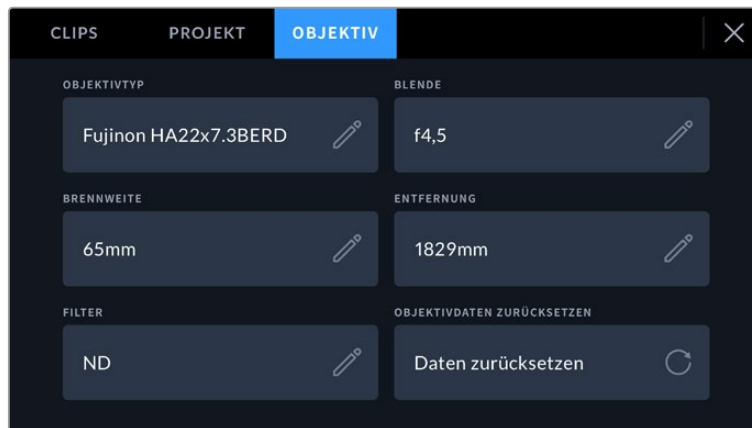 CLIPS PROJEKT OBJEKTIV
OBJEKTIVTYP
Fujinon HA22x7.3BERD
BLENDE
f4,5
BRENNWEITE
65mm
ENTFERNUNG
1829mm
FILTER
ND
OBJEKTIVDATEN ZURÜCKSETZEN
Daten zurücksetzen